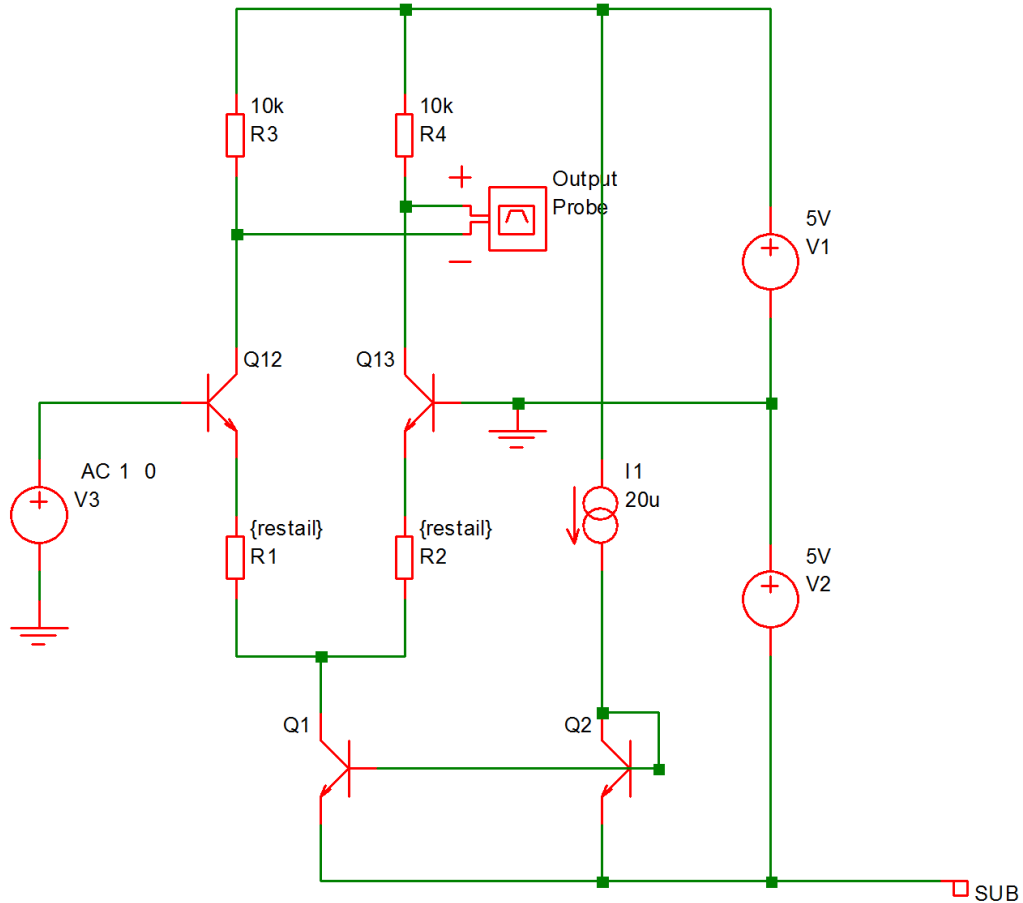 10k
R3
10k
R4
Output
Probe
5V
V1
Q12
Q13
AC 1 0
V3
I1
20u
{restail}
R1
{restail}
R2
5V
V2
Q1
Q2
SUB